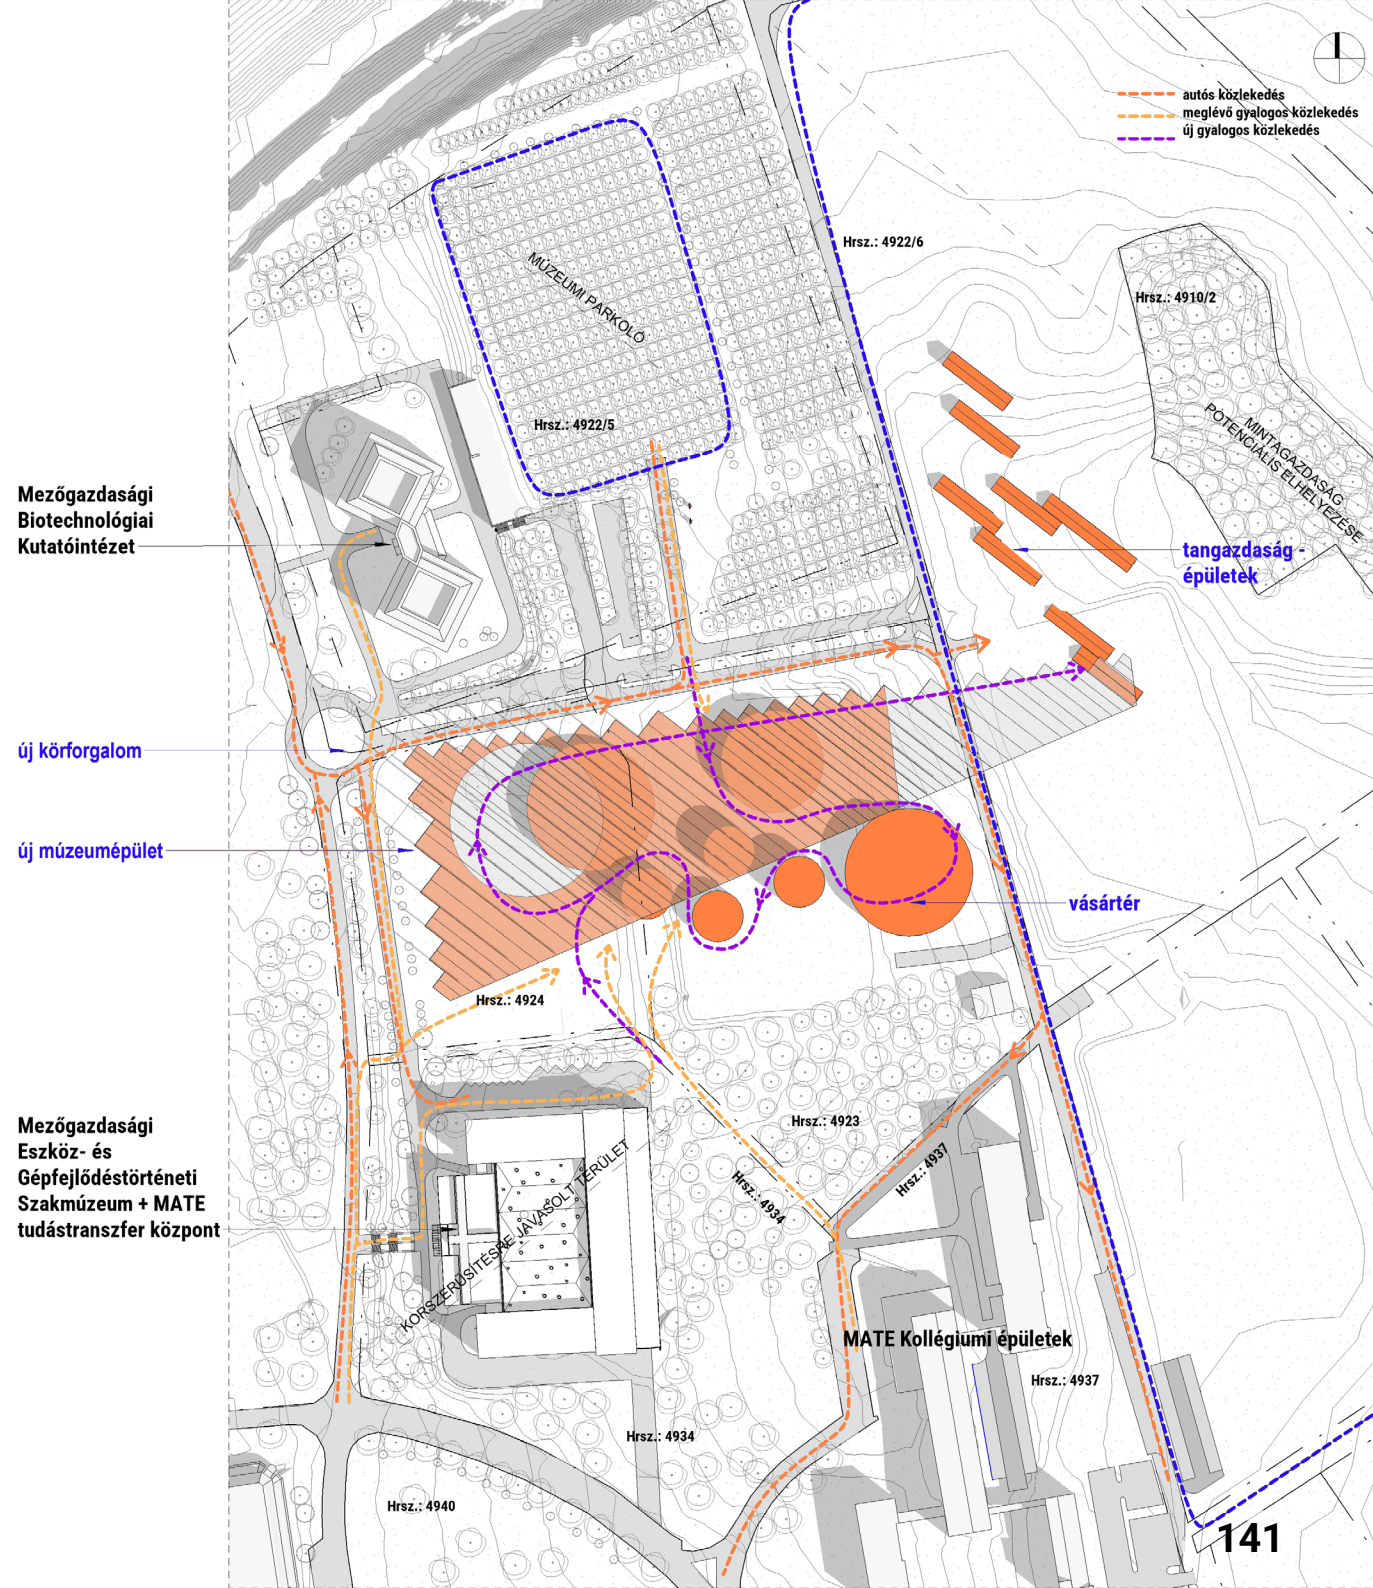 autós közlekedés
meglévő gyalogos közlekedés
új gyalogos közlekedés
Hrsz.: 4922/6
Hrsz.: 4910/2
MÚZEUMI PARKOLÓ
Hrsz.: 4922/5
MINTAGAZDASÁG
POTENCIÁLIS ELHELYEZÉSE
Mezőgazdasági
Biotechnológiai
Kutatóintézet
tangazdaság -
épületek
új körforgalom
új múzeumépület
vásártér
Hrsz.: 4924
Mezőgazdasági
Eszköz- és
Gépfejlődéstörténeti
Szakmúzeum + MATE
tudástranszfer központ
KORSZERŰSÍTÉSRE JAVASOLT TERÜLET
Hrsz.: 4923
Hrsz.: 4937
Hrsz.: 4934
MATE Kollégiumi épületek
Hrsz.: 4937
Hrsz.: 4934
Hrsz.: 4940
141